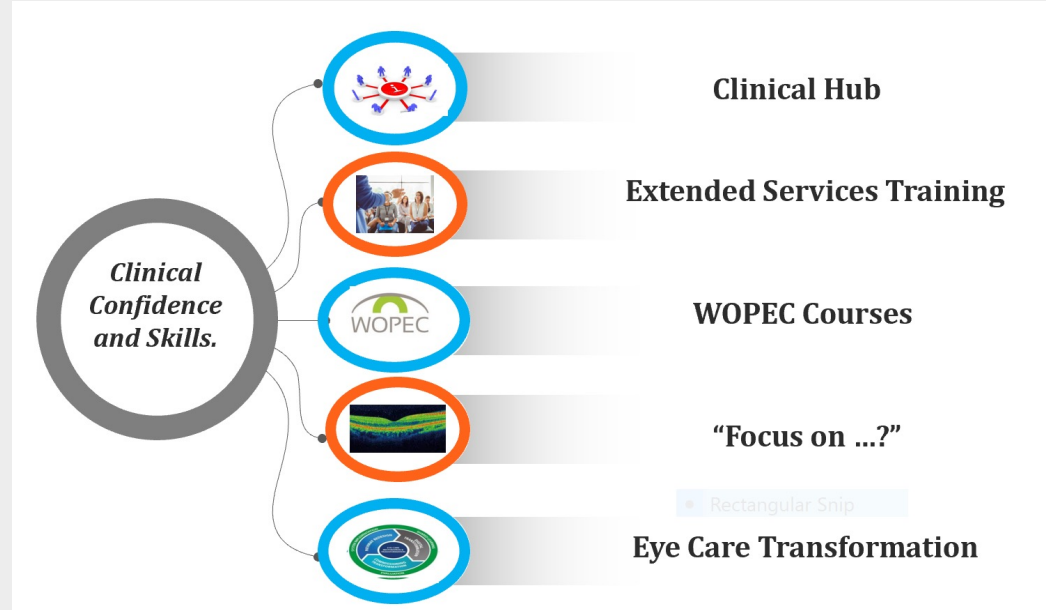 Clinical
Confidence
and Skills.
Clinical Hub
Extended Services Training
WOPEC
WOPEC Courses
“Focus on ...?”
Rectangular Snip
Eye Care Transformation